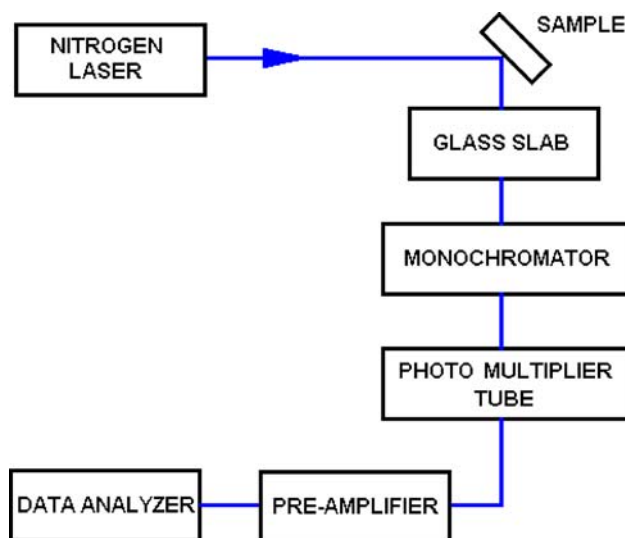 NITROGEN
LASER
SAMPLE
GLASS SLAB
MONOCHROMATOR
PHOTO MULTIPLIER
TUBE
DATA ANALYZER
PRE-AMPLIFIER